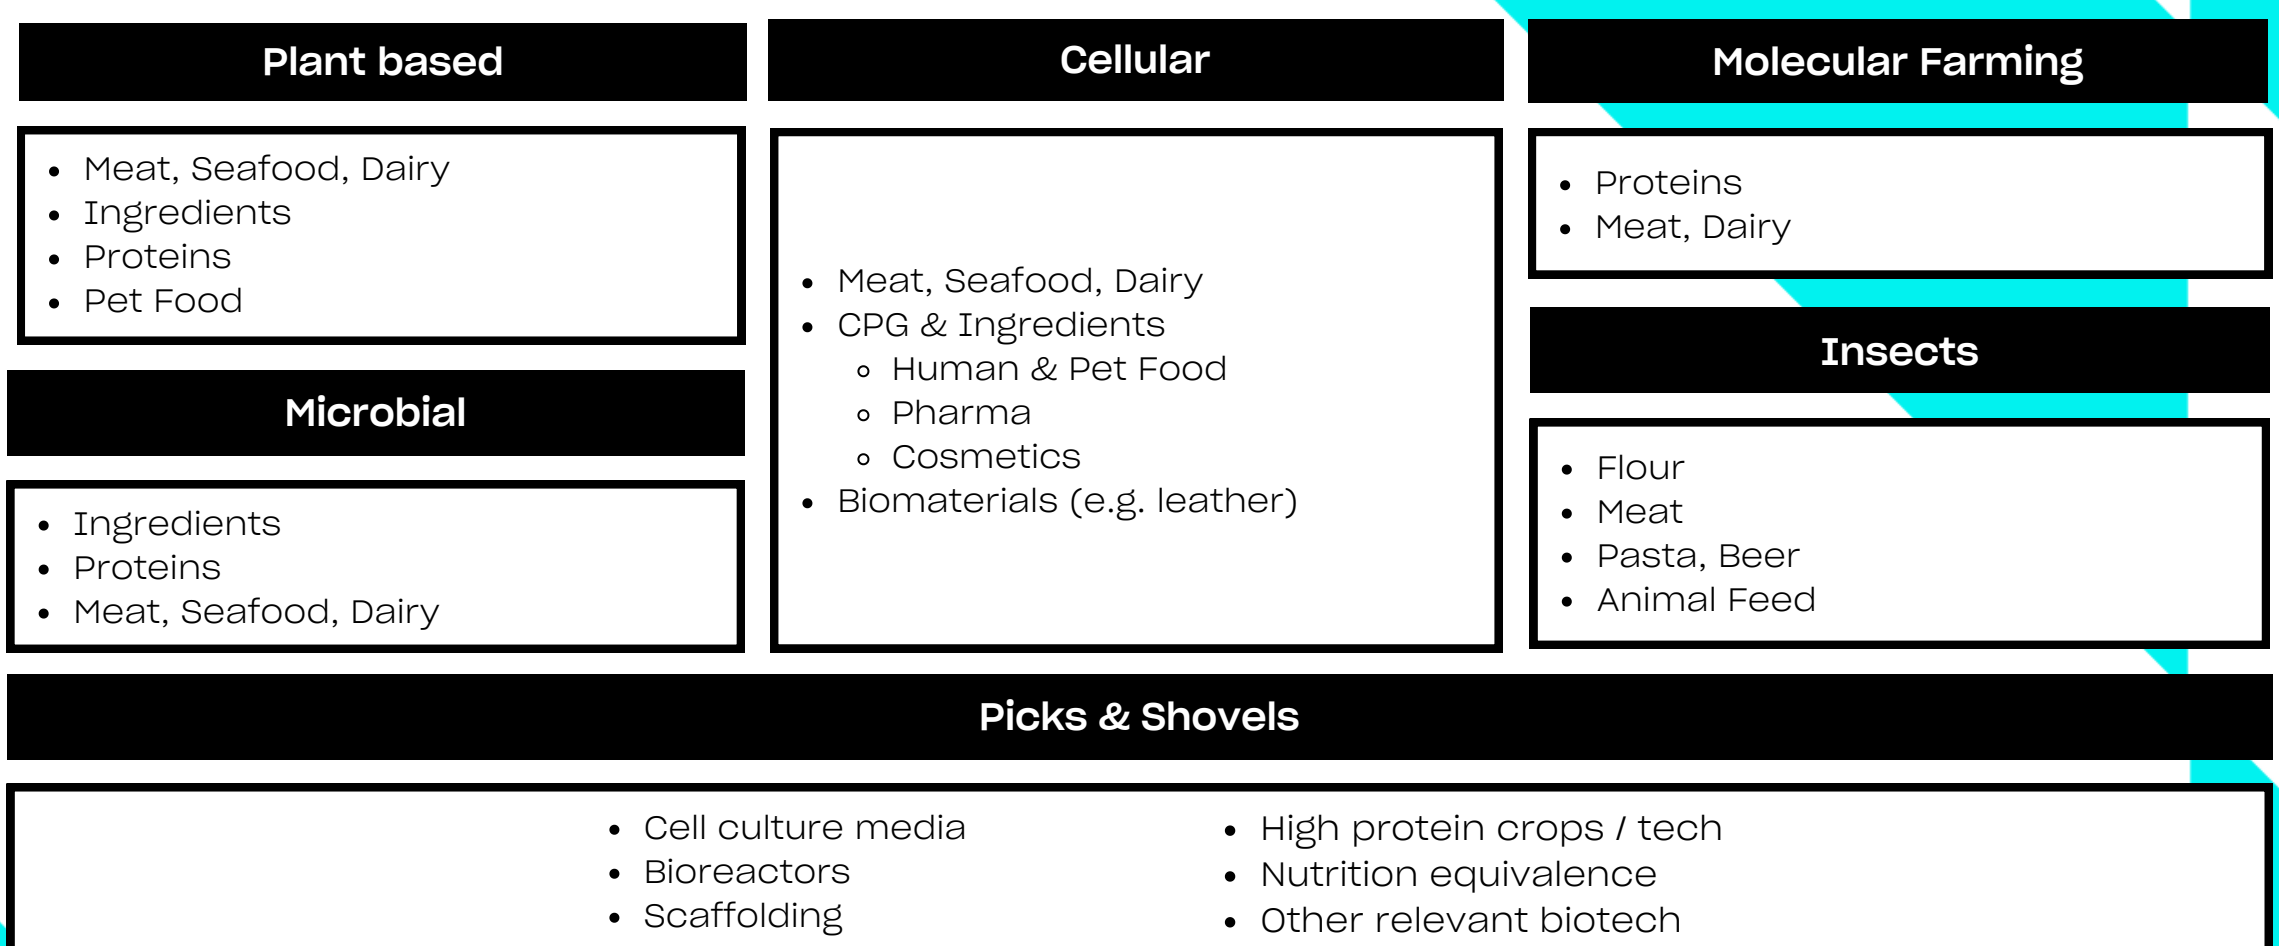 Plant based
• Meat, Seafood, Dairy
• Ingredients
• Proteins
• Pet Food
Microbial
• Ingredients
• Proteins
• Meat, Seafood, Dairy
Cellular
• Meat, Seafood, Dairy
• CPG & Ingredients
◦ Human & Pet Food
◦ Pharma
◦ Cosmetics
• Biomaterials (e.g. leather)
Molecular Farming
• Proteins
• Meat, Dairy
Insects
• Flour
• Meat
• Pasta, Beer
• Animal Feed
Picks & Shovels
• Cell culture media
• Bioreactors
• Scaffolding
• High protein crops / tech
• Nutrition equivalence
• Other relevant biotech